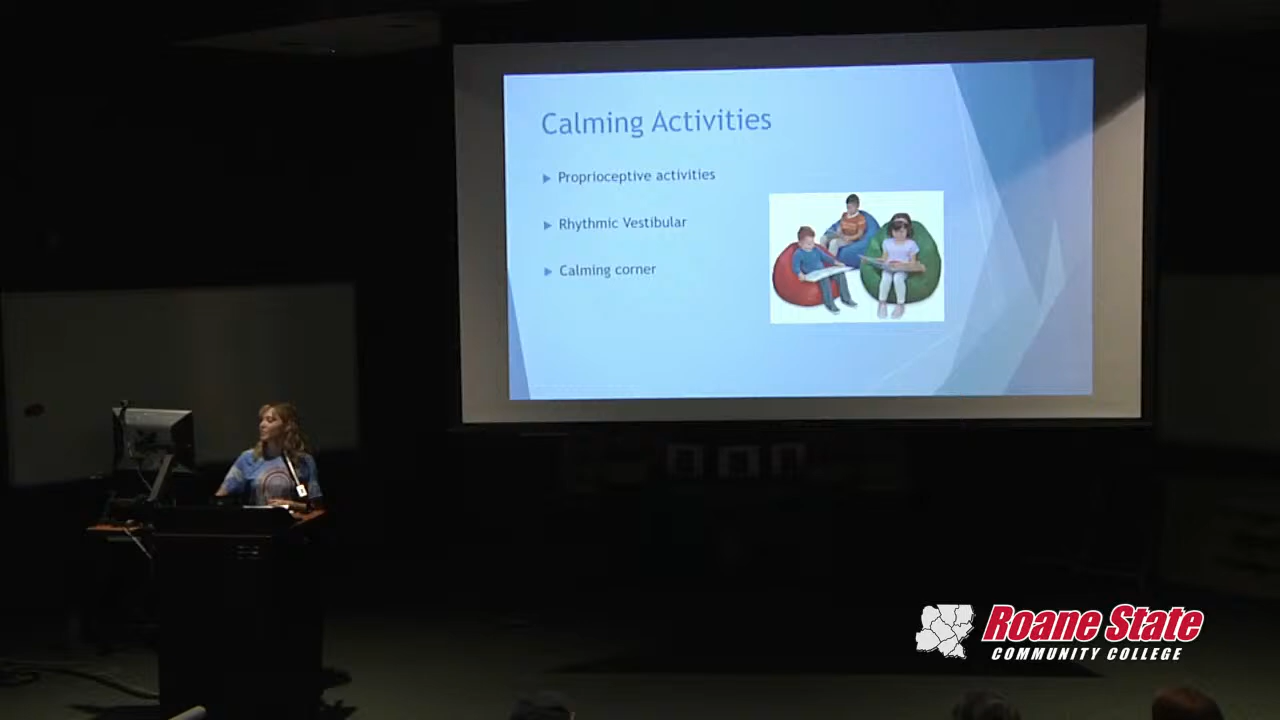 Calming Activities
Proprioceptive activities
Rhythmic Vestibular
Calming corner
Roane State
COMMUNITY COLLEGE